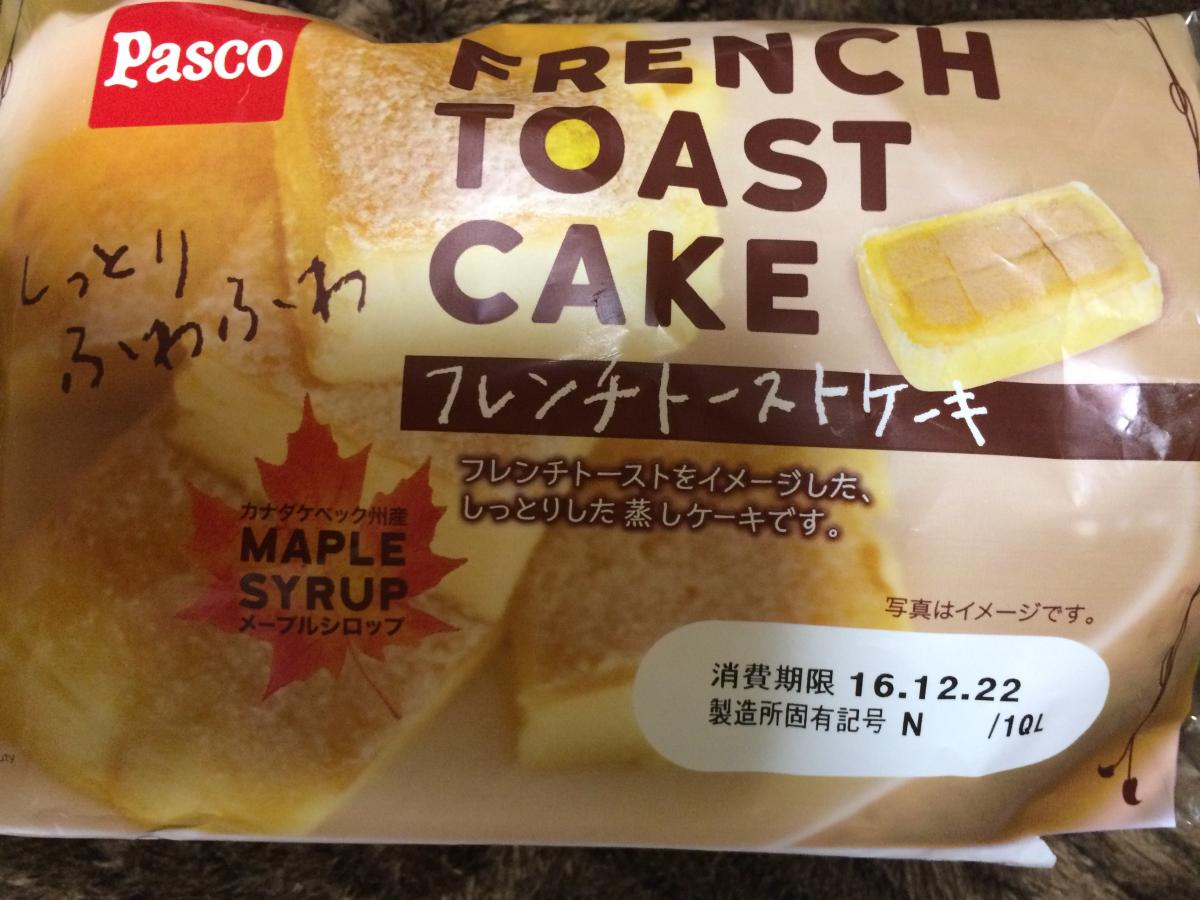 Pasco
FRENCH
TOAST
CAKE
しっとり
ふわふーわ
フレンチトーストケーキ
フレンチトーストをイメージした、
しっとりした蒸しケーキです。
カナダケベック州産
MAPLE
SYRUP
メープルシロップ
写真はイメージです。
消費期限 16.12.22
製造所固有記号 N /1QL